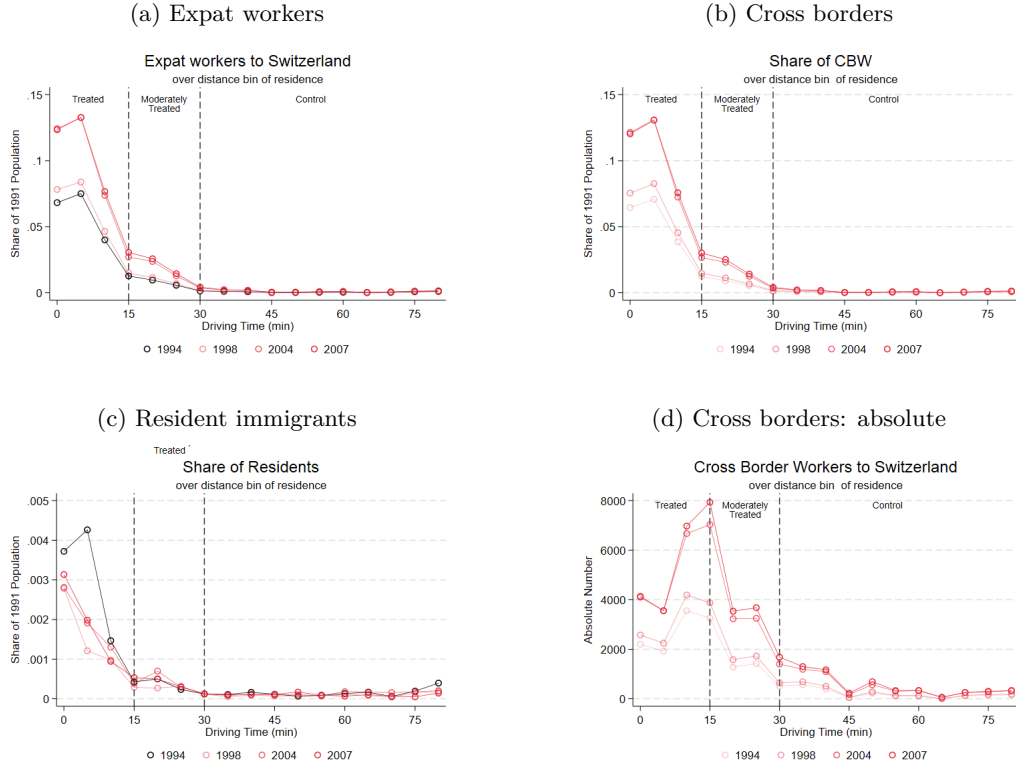 (a) Expat workers
Expat workers to Switzerland
over distance bin of residence
Treated
Moderately
Treated
Control
.15
.1
.05
0
Share of 1991 Population
0 15 30 45 60 75
Driving Time (min)
1994 1998 2004 2007
(b) Cross borders
Share of CBW
over distance bin of residence
Treated
Moderately
Treated
Control
.15
.1
.05
0
Share of 1991 Population
0 15 30 45 60 75
Driving Time (min)
1994 1998 2004 2007
(c) Resident immigrants
Treated
Share of Residents
over distance bin of residence
.005
.004
.003
.002
.001
0
Share of 1991 Population
0 15 30 45 60 75
Driving Time (min)
1994 1998 2004 2007
(d) Cross borders: absolute
Cross Border Workers to Switzerland
over distance bin of residence
Treated
Moderately
Treated
Control
8000
6000
4000
2000
0
Absolute Number
0 15 30 45 60 75
Driving Time (min)
1994 1998 2004 2007